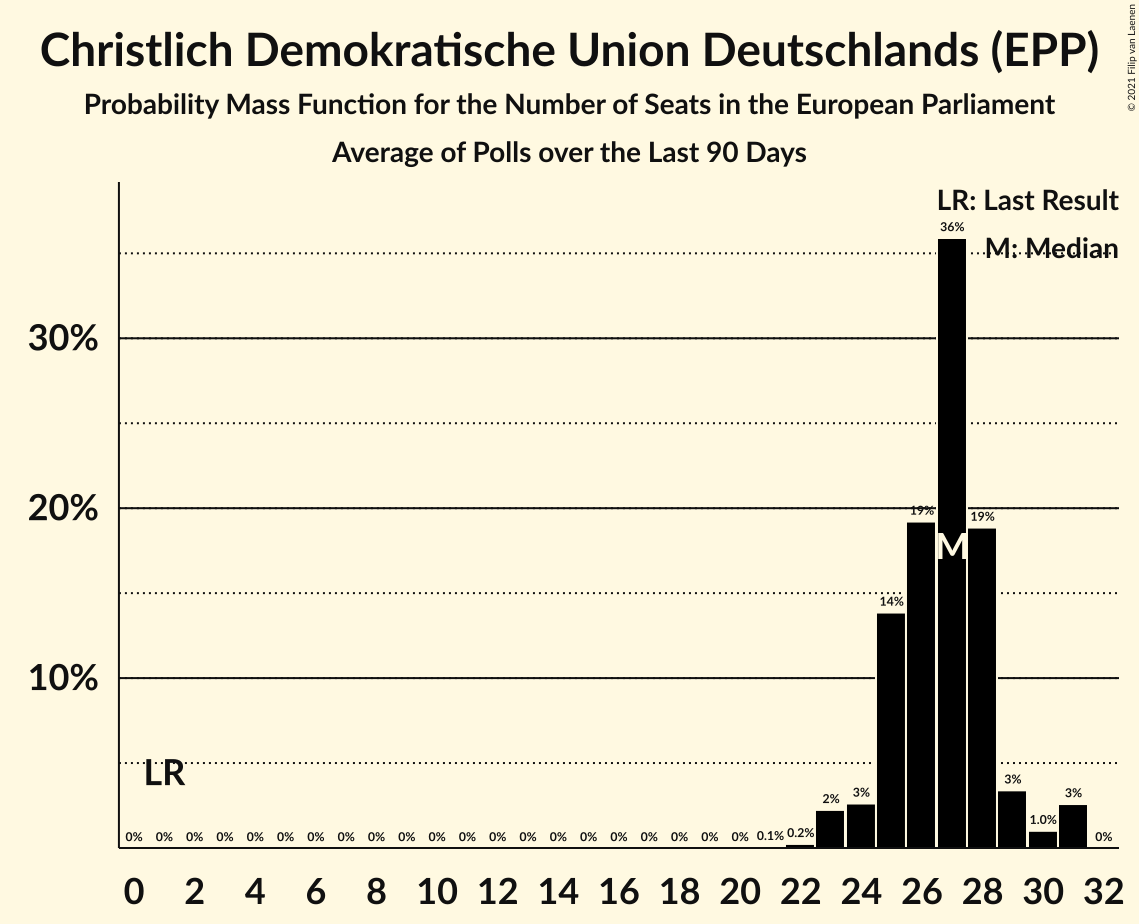 Christlich Demokratische Union Deutschlands (EPP)
Probability Mass Function for the Number of Seats in the European Parliament
Average of Polls over the Last 90 Days
© 2021 Filip van Laenen
LR: Last Result
M: Median
30%
20%
10%
LR
M
0% 0% 0% 0% 0% 0% 0% 0% 0% 0% 0% 0% 0% 0% 0% 0% 0% 0% 0% 0% 0% 0.1% 0.2% 2% 3% 14% 19% 36% 19% 3% 1.0% 3% 0%
0 2 4 6 8 10 12 14 16 18 20 22 24 26 28 30 32